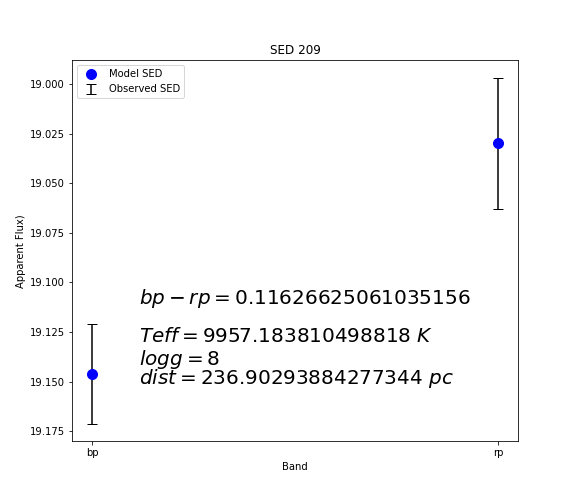 SED 209
Model SED
Observed SED
19.000
19.025
19.050
19.075
19.100
19.125
19.150
19.175
Apparent Flux)
bp − rp = 0.11626625061035156
Teff = 9957.183810498818 K
logg = 8
dist = 236.90293884277344 pc
bp
rp
Band